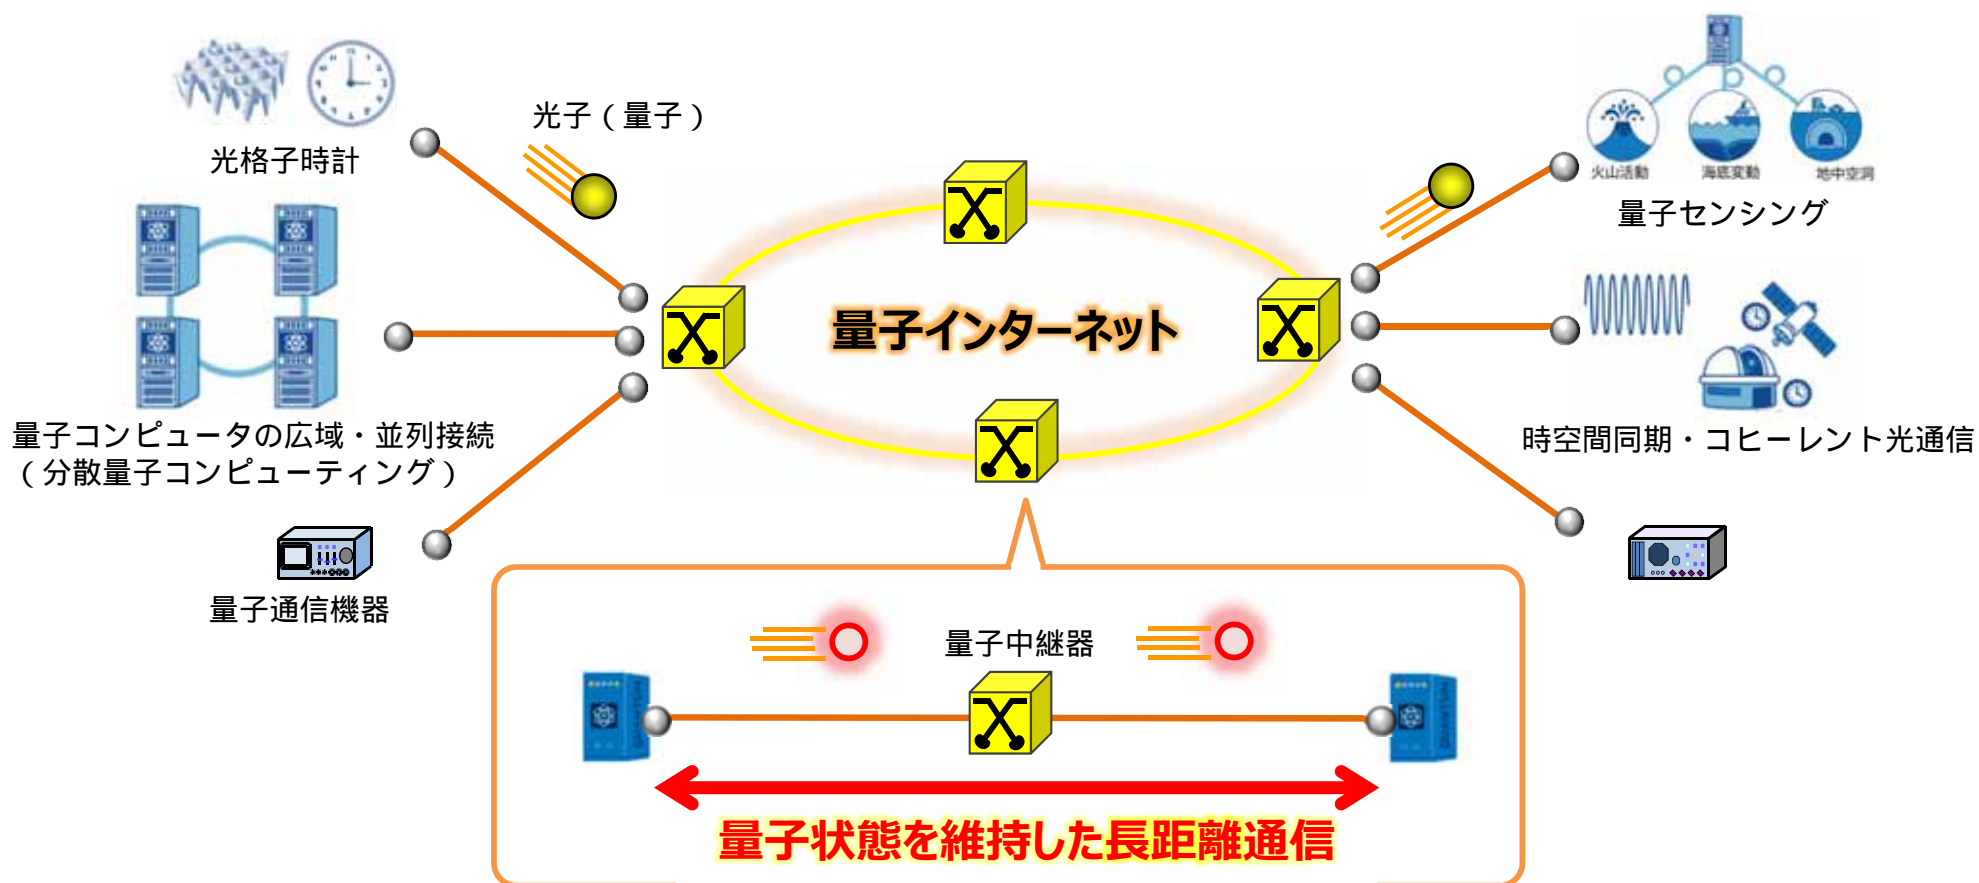 光格子時計
光子（量子）
火山活動
海底変動
地中空洞
量子センシング
量子インターネット
量子コンピュータの広域・並列接続
（分散量子コンピューティング）
時空間同期・コヒーレント光通信
量子通信機器
量子中継器
量子状態を維持した長距離通信